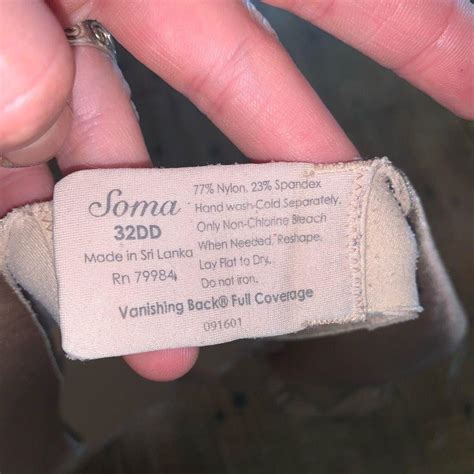 Soma
32DD
Made in Sri Lanka
Rn 79984
77% Nylon, 23% Spandex
Hand wash-Cold Separately.
Only Non-Chlorine Bleach
When Needed. Reshape.
Lay Flat to Dry.
Do not iron.
Vanishing Back® Full Coverage
091601